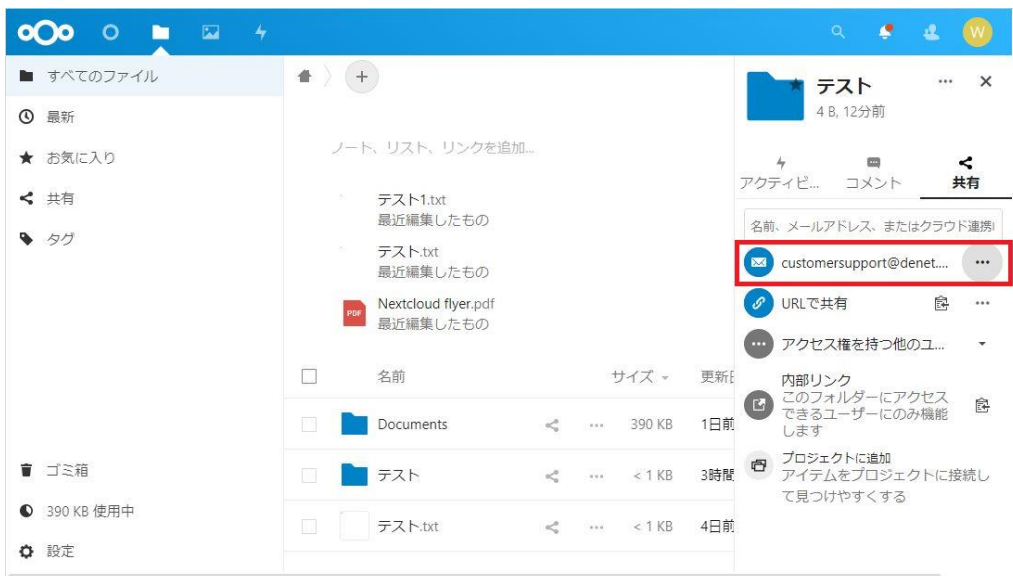 W
すべてのファイル
最新
お気に入り
共有
タグ
ゴミ箱
390 KB 使用中
設定
+
ノート、リスト、リンクを追加...
テスト1.txt
最近編集したもの
テスト.txt
最近編集したもの
PDF
Nextcloud flyer.pdf
最近編集したもの
名前 サイズ 更新日
Documents ... 390 KB 1日前
テスト ... < 1 KB 3時間
テスト.txt ... < 1 KB 4日前
テスト
4 B, 12分前
アクティビ... コメント 共有
名前、メールアドレス、またはクラウド連携
customersupport@denet....
URLで共有
アクセス権を持つ他のユ...
内部リンク
このフォルダーにアクセス
できるユーザーにのみ機能
します
プロジェクトに追加
アイテムをプロジェクトに接続し
て見つけやすくする